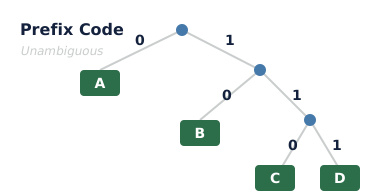 Prefix Code
Unambiguous
0 1
A
0 1
B
0 1
C D